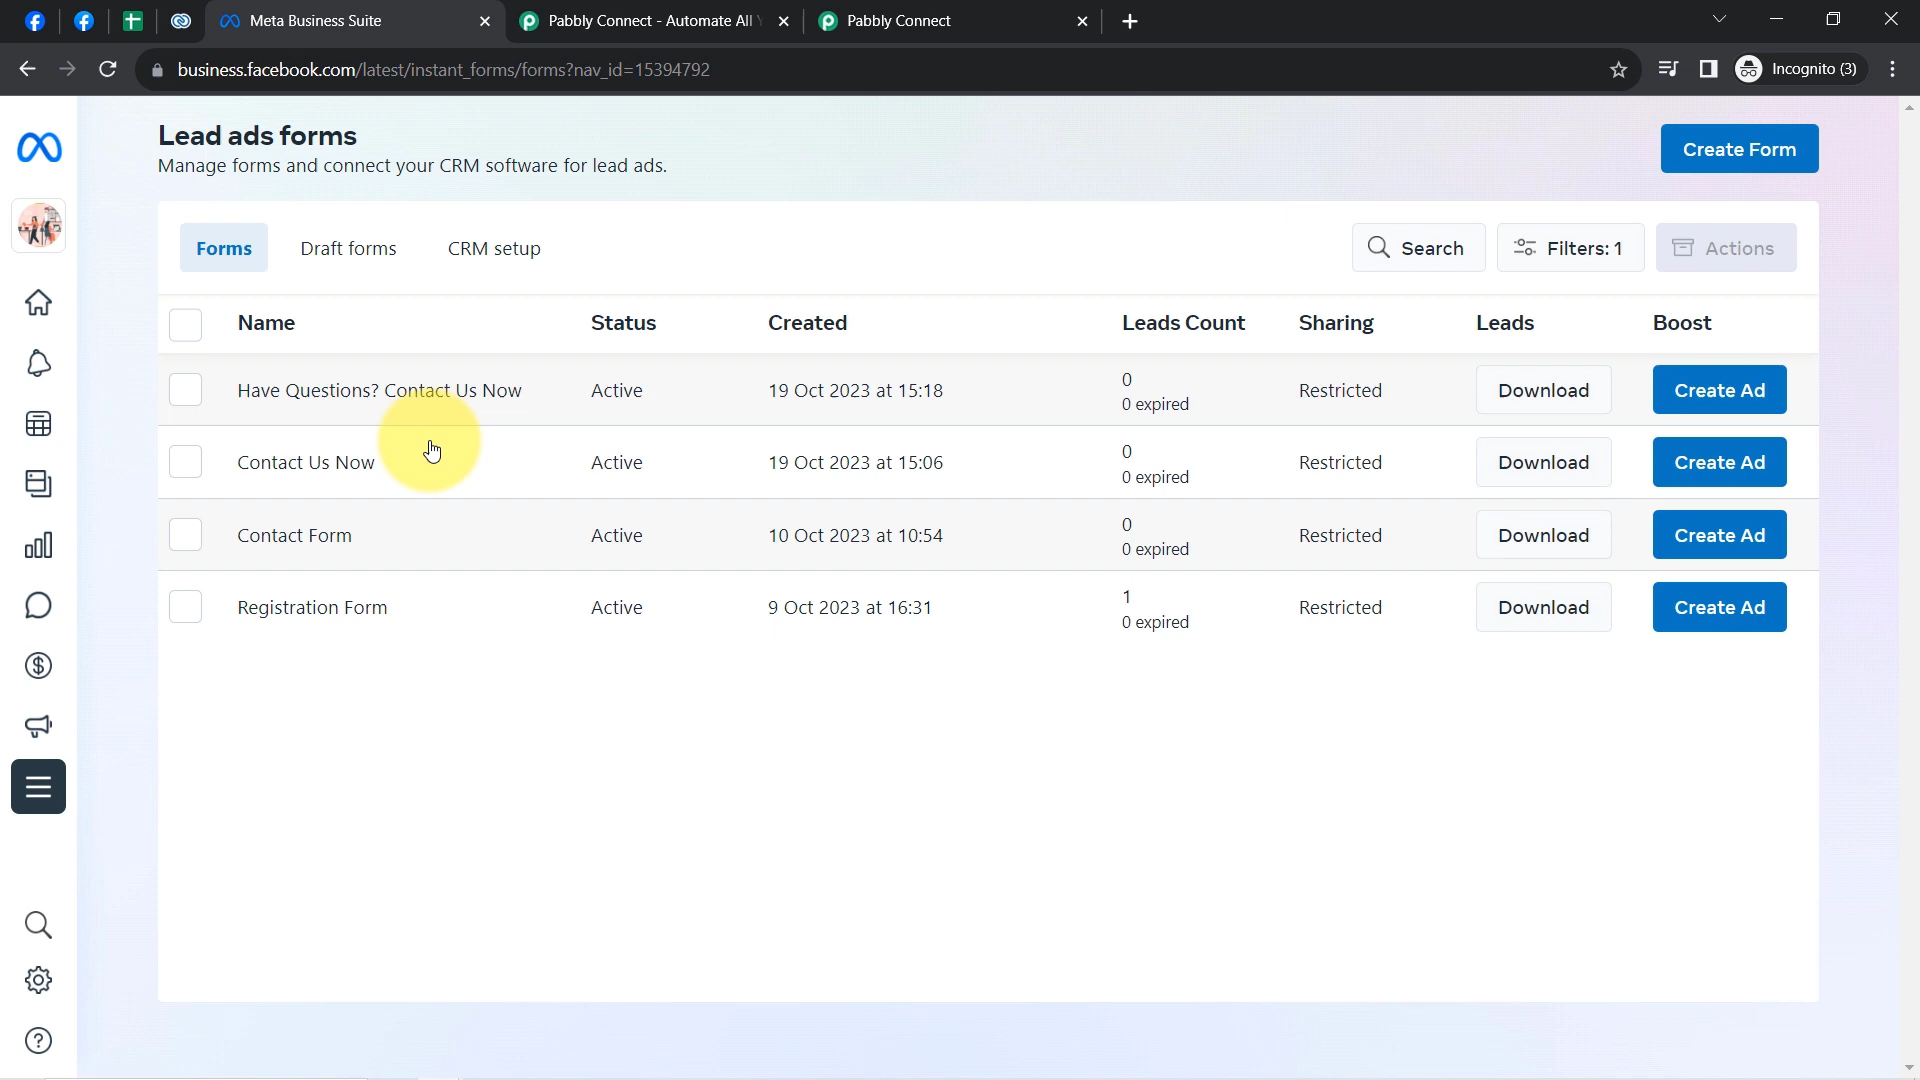 Meta Business Suite
Pabbly Connect - Automate All
Pabbly Connect
business.facebook.com/latest/instant_forms/forms?nav_id=15394792
Incognito (3)
Lead ads forms
Manage forms and connect your CRM software for lead ads.
Create Form
Forms Draft forms CRM setup Search Filters: 1 Actions
Name Status Created Leads Count Sharing Leads Boost
Have Questions? Contact Us Now Active 19 Oct 2023 at 15:18 0 Restricted Download Create Ad
0 expired
Contact Us Now Active 19 Oct 2023 at 15:06 0 Restricted Download Create Ad
0 expired
Contact Form Active 10 Oct 2023 at 10:54 0 Restricted Download Create Ad
0 expired
Registration Form Active 9 Oct 2023 at 16:31 1 Restricted Download Create Ad
0 expired